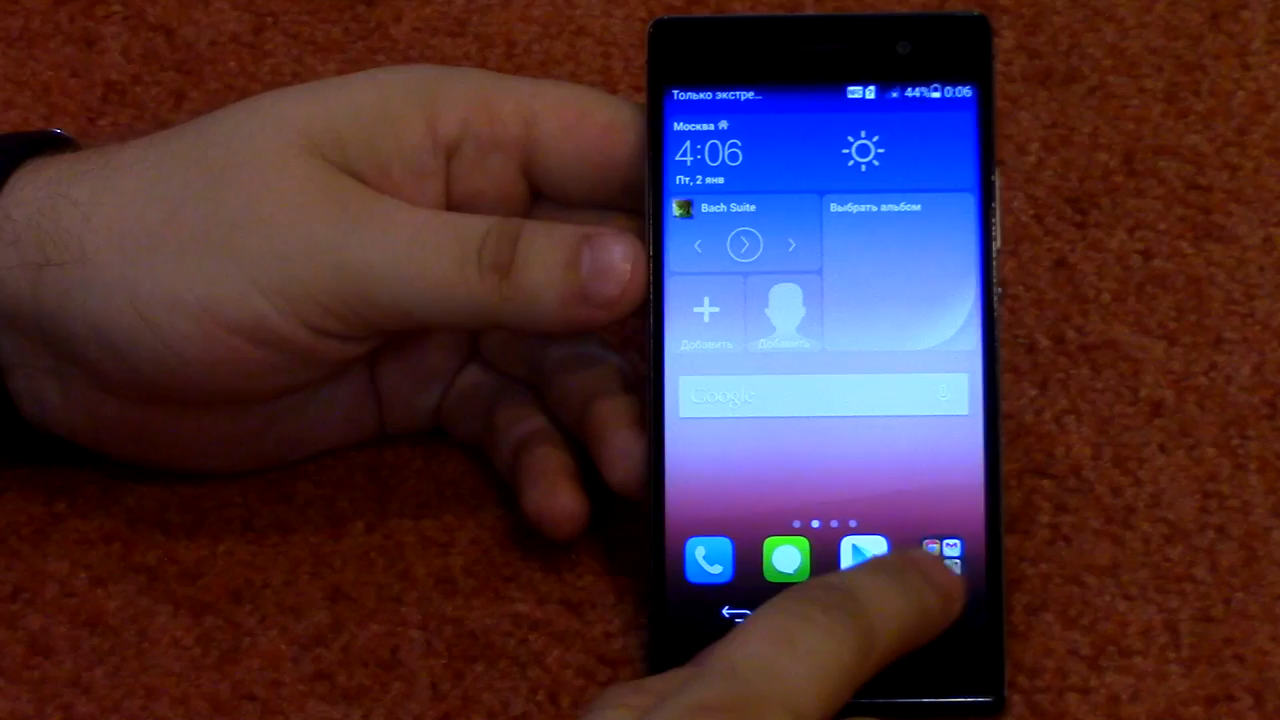 Только экстре... 44% 0:06
Москва
4:06
Пт, 2 янв
Bach Suite
Выбрать альбом
Добавить
Добавить
Google